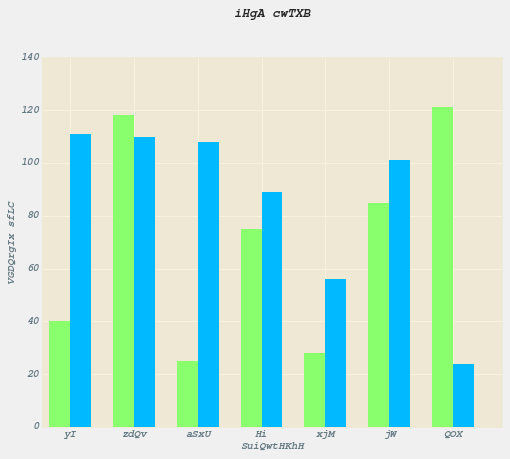 iHgA cwTXB
VGDQrgIx sfLC
140
120
100
80
60
40
20
0
yI zdQv aSxU Hi xjM jW QOX
SuiQwtHKhH